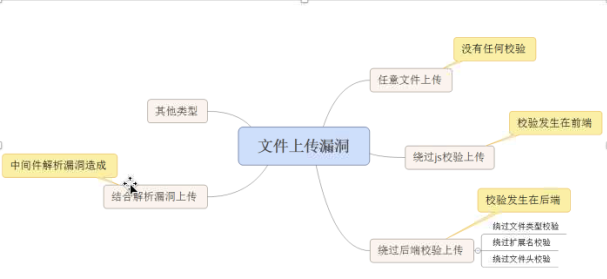 没有任何校验
任意文件上传
其他类型
校验发生在前端
文件上传漏洞
绕过js校验上传
中间件解析漏洞造成
结合解析漏洞上传
校验发生在后端
绕过后端校验上传
绕过文件类型校验
绕过扩展名校验
绕过文件头校验